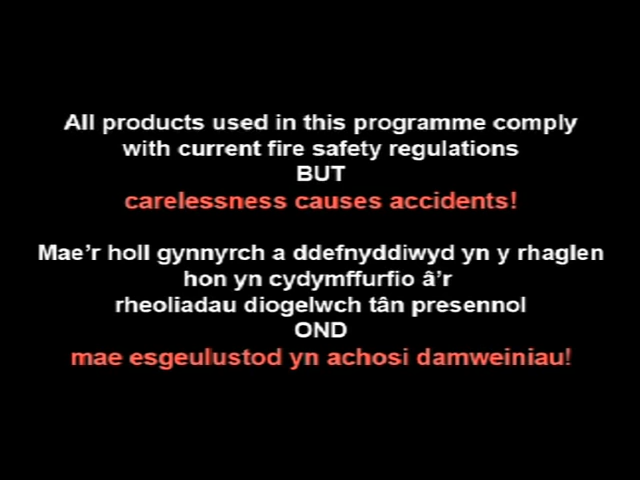 All products used in this programme comply
with current fire safety regulations
BUT
carelessness causes accidents!
Mae’r holl gynnyrch a ddefnyddiwyd yn y rhaglen
hon yn cydymffurfio â’r
rheoliadau diogelwch tân presennol
OND
mae esgeulustod yn achosi damweiniau!